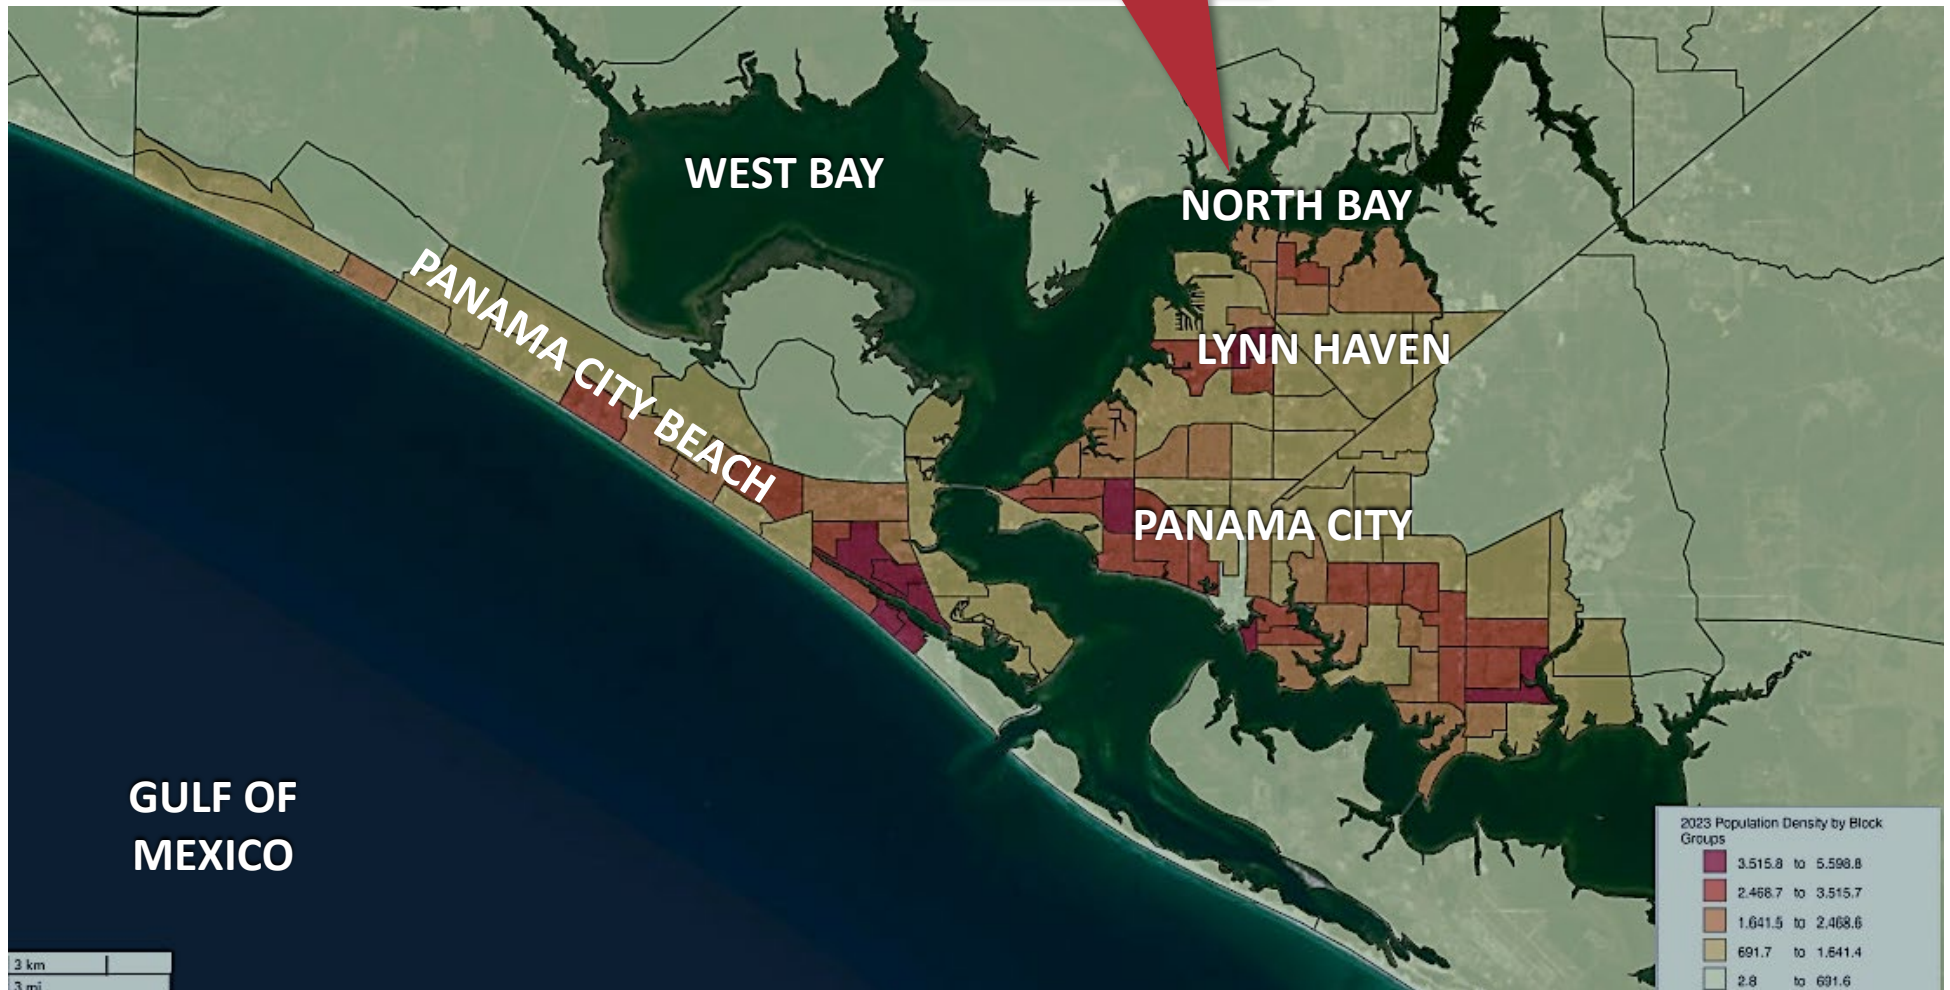 WEST BAY
NORTH BAY
PANAMA CITY BEACH
LYNN HAVEN
PANAMA CITY
GULF OF
MEXICO
2023 Population Density by Block
Groups
3.515.8 to 5.598.8
2.468.7 to 3.515.7
1.641.5 to 2.468.6
691.7 to 1.641.4
2.8 to 691.6
3 km
3 mi